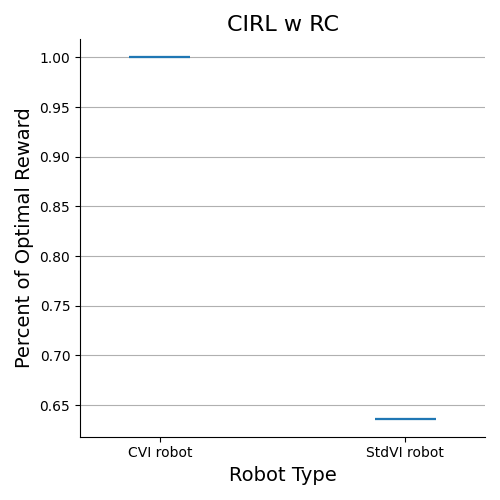 CIRL w RC
Percent of Optimal Reward
1.00
0.95
0.90
0.85
0.80
0.75
0.70
0.65
CVI robot
StdVI robot
Robot Type